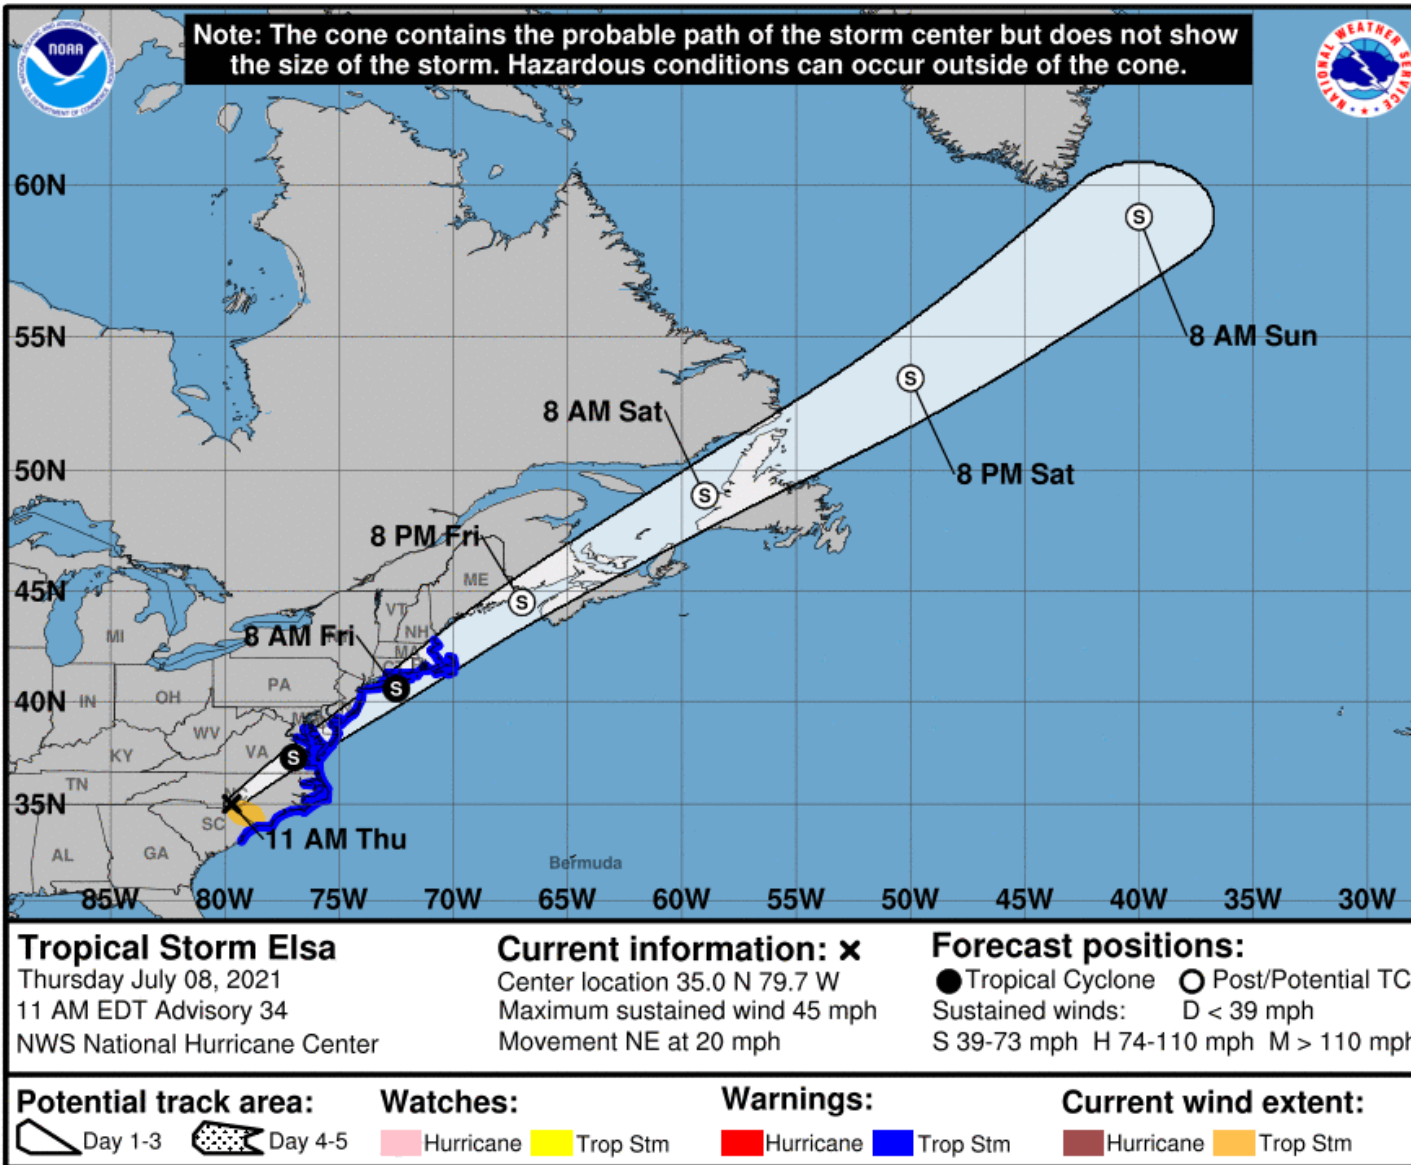 Note: The cone contains the probable path of the storm center but does not show
the size of the storm. Hazardous conditions can occur outside of the cone.
NOAA
NATIONAL WEATHER SERVICE
60N
55N
50N
45N
40N
35N
8 AM Sun
8 PM Sat
8 AM Sat
8 PM Fri
8 AM Fri
11 AM Thu
ME
VT
NH
MA
MI
PA
IN
OH
WV
VA
KY
TN
SC
AL
GA
Bermuda
S
S
S
S
S
S
85W 80W 75W 70W 65W 60W 55W 50W 45W 40W 35W 30W
Tropical Storm Elsa
Thursday July 08, 2021
11 AM EDT Advisory 34
NWS National Hurricane Center
Current information: ×
Center location 35.0 N 79.7 W
Maximum sustained wind 45 mph
Movement NE at 20 mph
Forecast positions:
Tropical Cyclone Post/Potential TC
Sustained winds: D < 39 mph
S 39-73 mph H 74-110 mph M > 110 mph
Potential track area:
Day 1-3 Day 4-5
Watches:
Hurricane Trop Stm
Warnings:
Hurricane Trop Stm
Current wind extent:
Hurricane Trop Stm